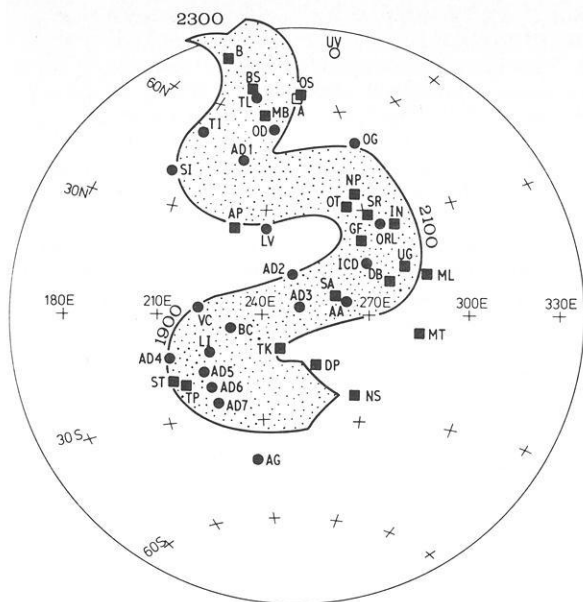 2300
UV
B
BS
OS
TL
A
60N
MB
TI
OD
OG
AD1
SI
30N
NP
OT
SR
IN
2100
AP
GF
ORL
LV
UG
ICD
AD2
DB
ML
SA
180E
210E
240E
AD3
AA
270E
300E
330E
1900
VC
BC
MT
LI
TK
AD4
DP
AD5
ST
TP
AD6
NS
AD7
30S
AG
60S